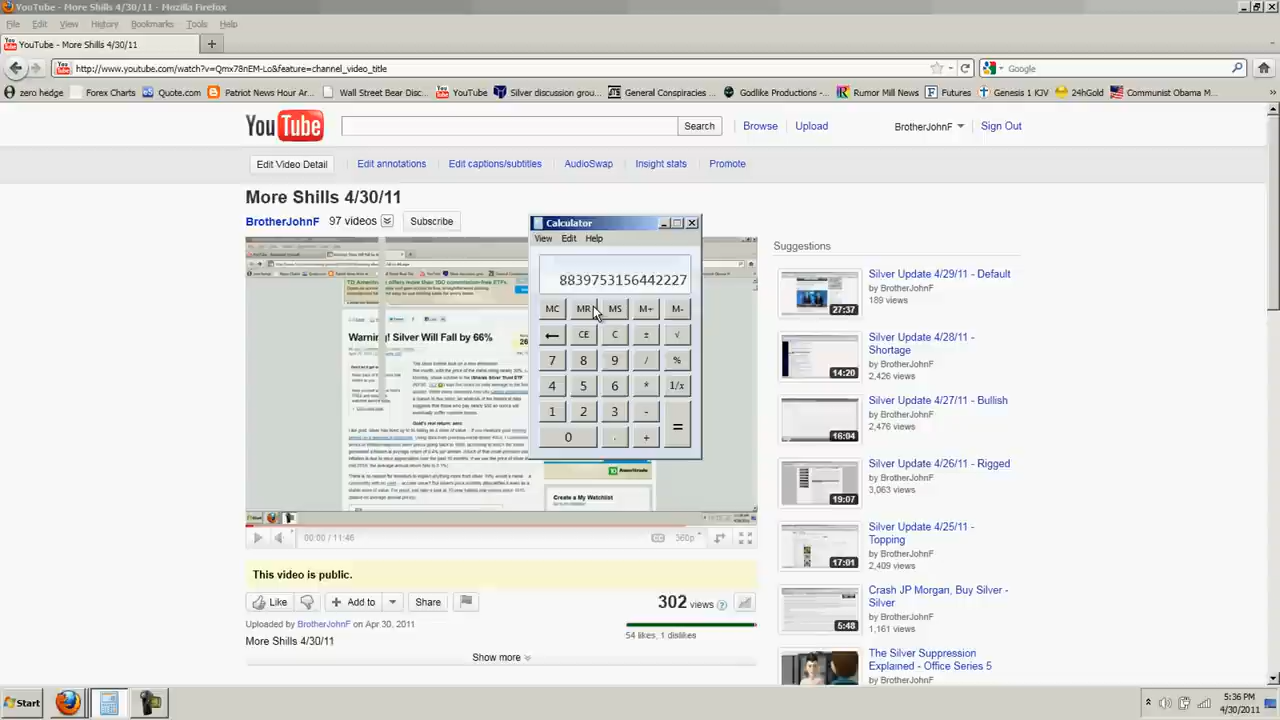 YouTube - More Shills 4/30/11 - Mozilla Firefox
File Edit View History Bookmarks Tools Help
YouTube - More Shills 4/30/11
http://www.youtube.com/watch?v=Qmx78nEM-Lo&feature=channel_video_title
Google
zero hedge Forex Charts Quote.com Patriot News Hour Ar... Wall Street Bear Disc... YouTube Silver discussion grou... General Conspiracies ... Godlike Productions -... Rumor Mill News Futures Genesis 1 KJV 24hGold Communist Obama M...
YouTube Search Browse Upload BrotherJohnF Sign Out
Edit Video Detail Edit annotations Edit captions/subtitles AudioSwap Insight stats Promote
More Shills 4/30/11
BrotherJohnF 97 videos Subscribe
Calculator
View Edit Help
8839753156442227
MC MR MS M+ M-
← CE C ± √
7 8 9 / %
4 5 6 * 1/x
1 2 3 - =
0 . +
Warning! Silver Will Fall by 66%
Gold's real return: zero
Create a My Watchlist
00:00 / 11:46 CC 360p
This video is public.
Like Add to Share 302 views
Uploaded by BrotherJohnF on Apr 30, 2011
54 likes, 1 dislikes
More Shills 4/30/11
Show more
Suggestions
Silver Update 4/29/11 - Default
by BrotherJohnF
189 views
27:37
Silver Update 4/28/11 -
Shortage
by BrotherJohnF
2,426 views
14:20
Silver Update 4/27/11 - Bullish
by BrotherJohnF
2,476 views
16:04
Silver Update 4/26/11 - Rigged
by BrotherJohnF
3,063 views
19:07
Silver Update 4/25/11 -
Topping
by BrotherJohnF
2,409 views
17:01
Crash JP Morgan, Buy Silver -
Silver
by BrotherJohnF
1,161 views
5:48
The Silver Suppression
Explained - Office Series 5
by BrotherJohnF
Start
5:36 PM
4/30/2011